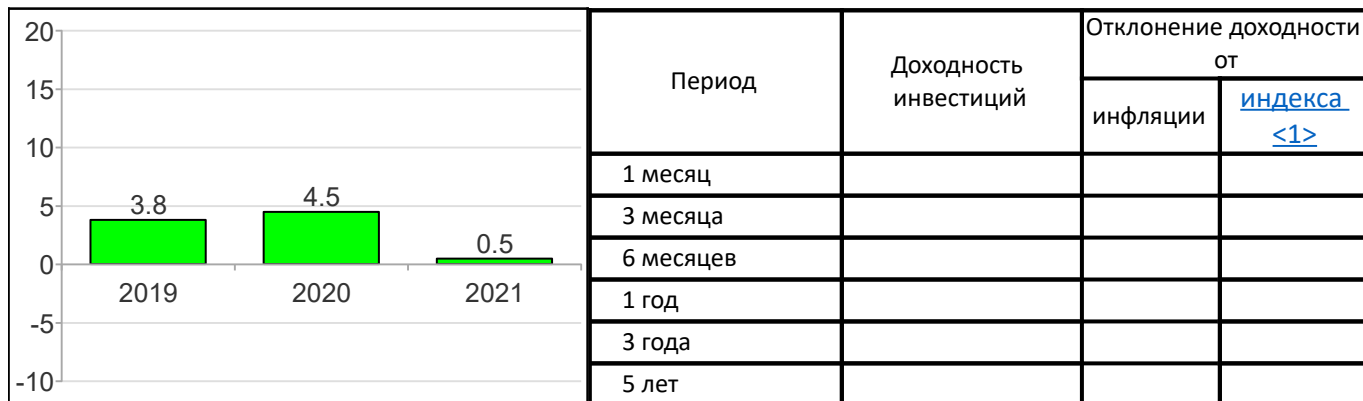 20
15
10
5
0
-5
-10
3.8
4.5
0.5
2019
2020
2021
Период
Доходность
инвестиций
Отклонение доходности
от
инфляции
индекса
<1>
1 месяц
3 месяца
6 месяцев
1 год
3 года
5 лет